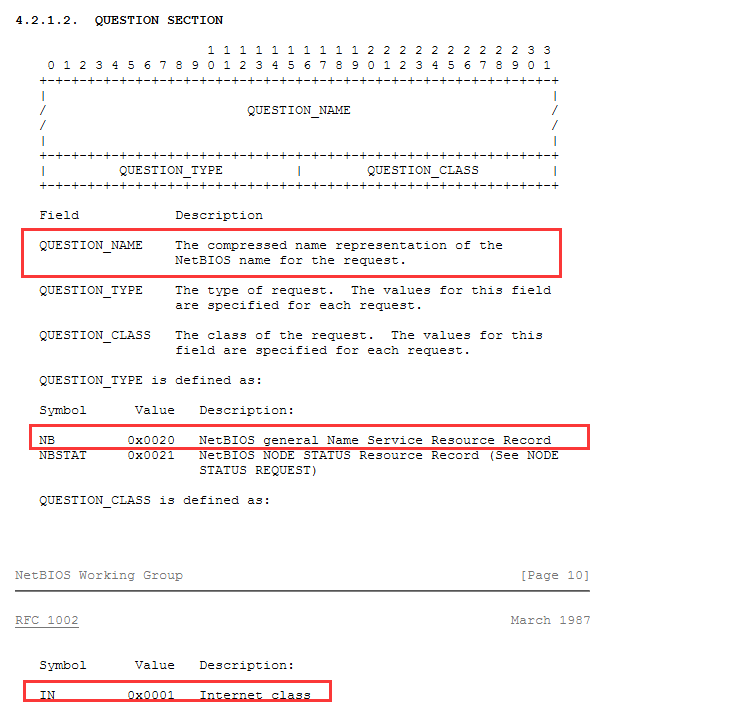 4.2.1.2.  QUESTION SECTION
                     1 1 1 1 1 1 1 1 1 1 2 2 2 2 2 2 2 2 2 2 3 3
 0 1 2 3 4 5 6 7 8 9 0 1 2 3 4 5 6 7 8 9 0 1 2 3 4 5 6 7 8 9 0 1
+-+-+-+-+-+-+-+-+-+-+-+-+-+-+-+-+-+-+-+-+-+-+-+-+-+-+-+-+-+-+-+-+
|                                                               |
/                         QUESTION_NAME                         /
/                                                               /
|                                                               |
+-+-+-+-+-+-+-+-+-+-+-+-+-+-+-+-+-+-+-+-+-+-+-+-+-+-+-+-+-+-+-+-+
|         QUESTION_TYPE         |        QUESTION_CLASS         |
+-+-+-+-+-+-+-+-+-+-+-+-+-+-+-+-+-+-+-+-+-+-+-+-+-+-+-+-+-+-+-+-+
Field            Description
QUESTION_NAME    The compressed name representation of the
                 NetBIOS name for the request.
QUESTION_TYPE    The type of request.  The values for this field
                 are specified for each request.
QUESTION_CLASS   The class of the request.  The values for this
                 field are specified for each request.
QUESTION_TYPE is defined as:
Symbol      Value   Description:
NB         0x0020   NetBIOS general Name Service Resource Record
NBSTAT     0x0021   NetBIOS NODE STATUS Resource Record (See NODE
                    STATUS REQUEST)
QUESTION_CLASS is defined as:
NetBIOS Working Group                                          [Page 10]
RFC 1002                                                      March 1987
Symbol      Value   Description:
IN         0x0001   Internet class